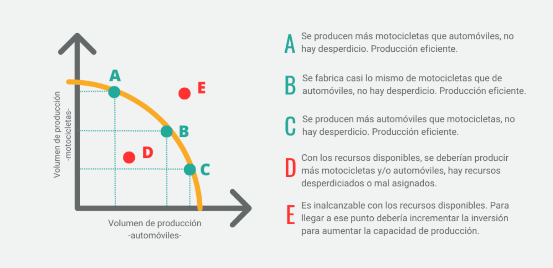 Volumen de producción
-motocicletas-
A
B
C
D
E
Volumen de producción
-automóviles-
A
Se producen más motocicletas que automóviles, no
hay desperdicio. Producción eficiente.
B
Se fabrica casi lo mismo de motocicletas que de
automóviles, no hay desperdicio. Producción eficiente.
C
Se producen más automóviles que motocicletas, no
hay desperdicio. Producción eficiente.
D
Con los recursos disponibles, se deberían producir
más motocicletas y/o automóviles, hay recursos
desperdiciados o mal asignados.
E
Es inalcanzable con los recursos disponibles. Para
llegar a ese punto debería incrementar la inversión
para aumentar la capacidad de producción.